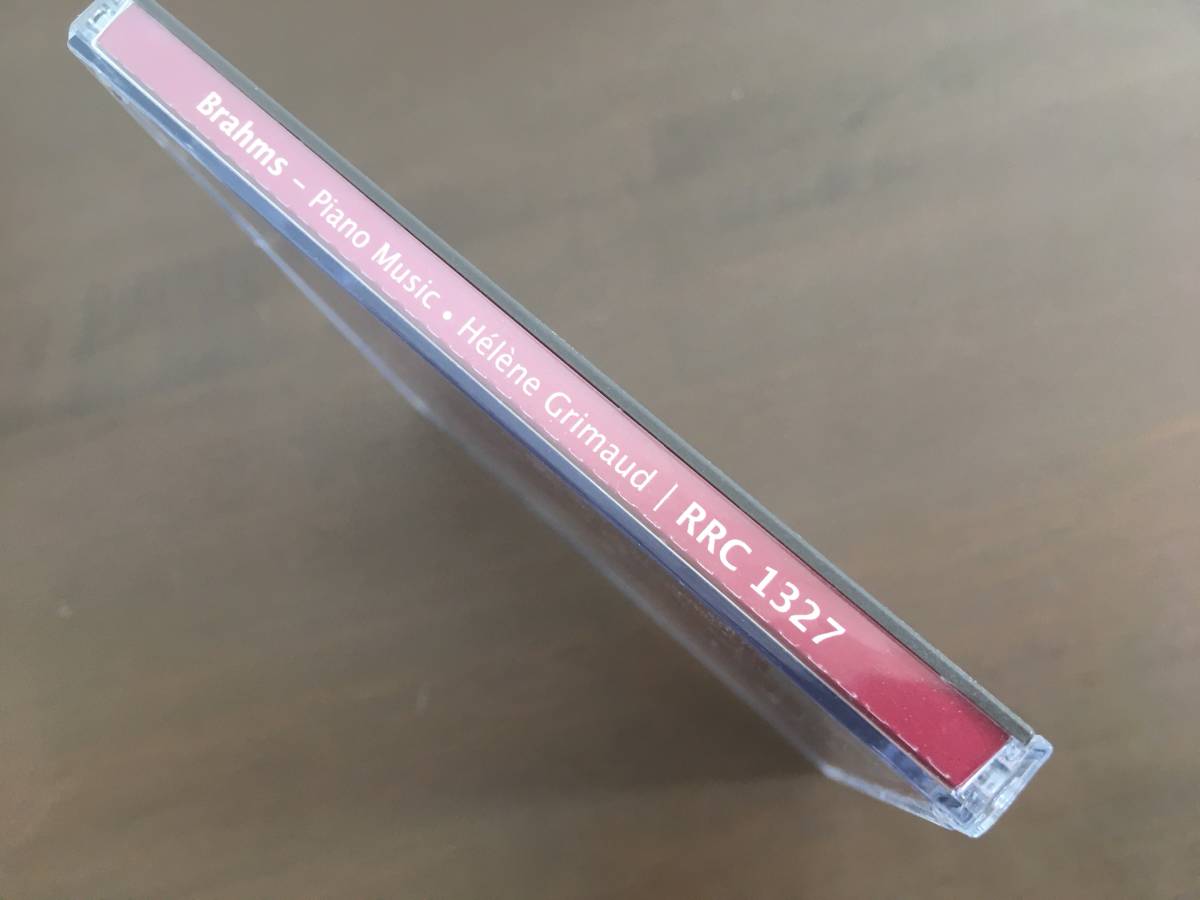 Brahms – Piano Music • Hélène Grimaud | RRC 1327